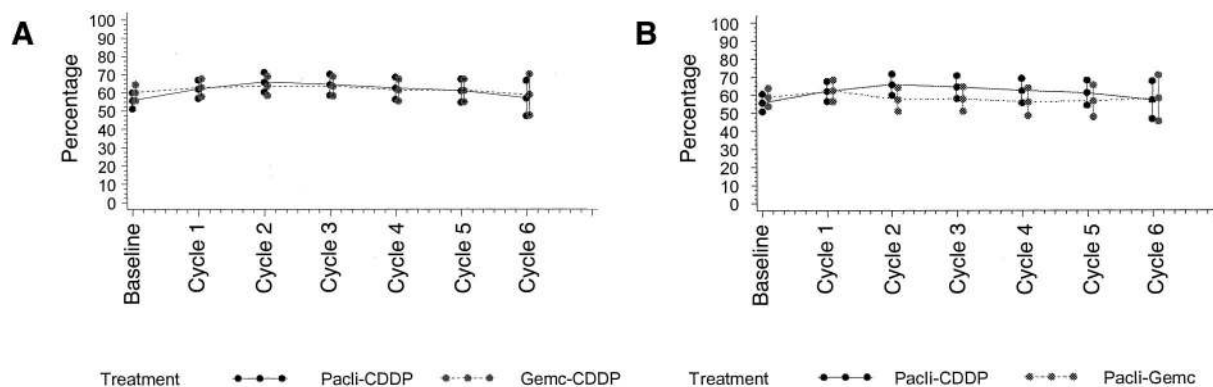 A
Percentage
100
90
80
70
60
50
40
30
20
10
0
Baseline
Cycle 1
Cycle 2
Cycle 3
Cycle 4
Cycle 5
Cycle 6
Treatment Pacli-CDDP Gemc-CDDP
B
Percentage
100
90
80
70
60
50
40
30
20
10
0
Baseline
Cycle 1
Cycle 2
Cycle 3
Cycle 4
Cycle 5
Cycle 6
Treatment Pacli-CDDP Pacli-Gemc